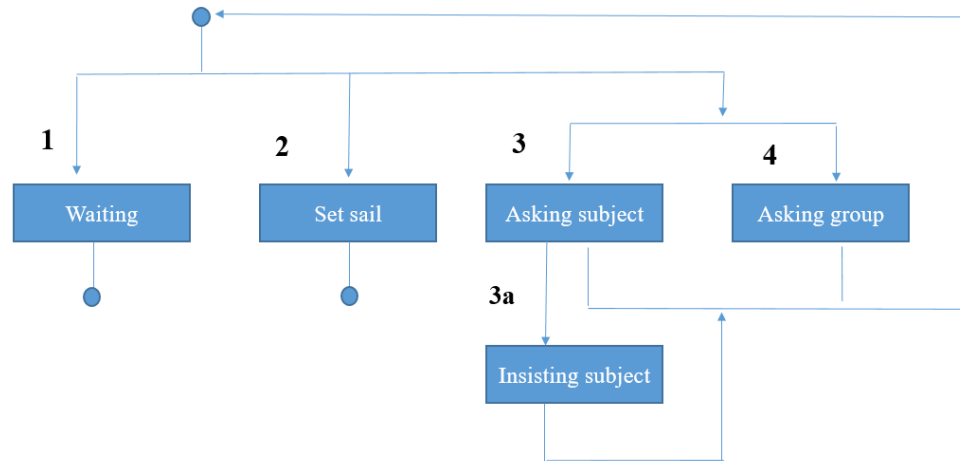 1
2
3
4
Waiting
Set sail
Asking subject
Asking group
3a
Insisting subject